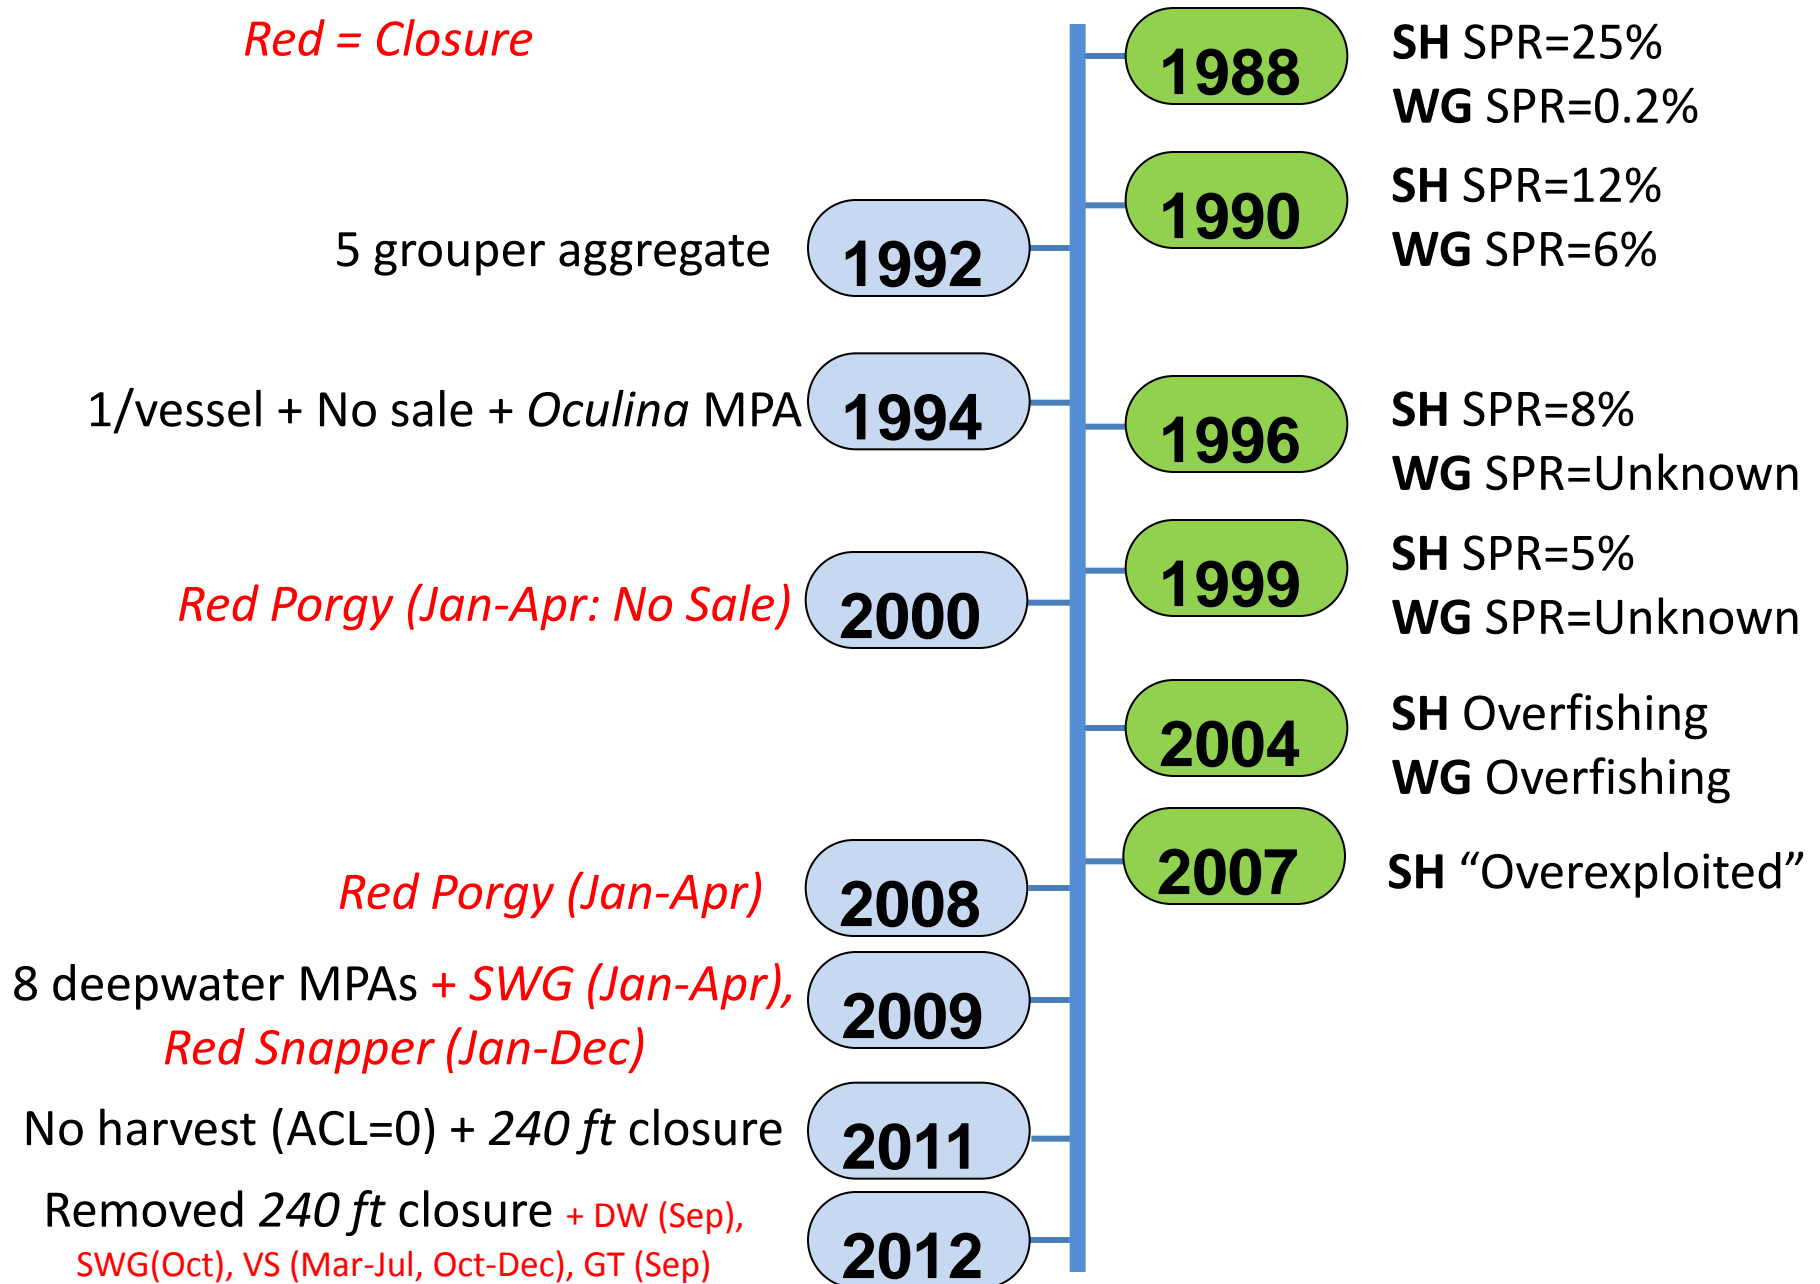 Red = Closure
1988
SH SPR=25%
WG SPR=0.2%
1990
SH SPR=12%
WG SPR=6%
5 grouper aggregate
1992
1/vessel + No sale + Oculina MPA
1994
1996
SH SPR=8%
WG SPR=Unknown
1999
SH SPR=5%
WG SPR=Unknown
Red Porgy (Jan-Apr: No Sale)
2000
2004
SH Overfishing
WG Overfishing
2007
SH “Overexploited”
Red Porgy (Jan-Apr)
2008
8 deepwater MPAs + SWG (Jan-Apr),
Red Snapper (Jan-Dec)
2009
No harvest (ACL=0) + 240 ft closure
2011
Removed 240 ft closure + DW (Sep),
SWG(Oct), VS (Mar-Jul, Oct-Dec), GT (Sep)
2012